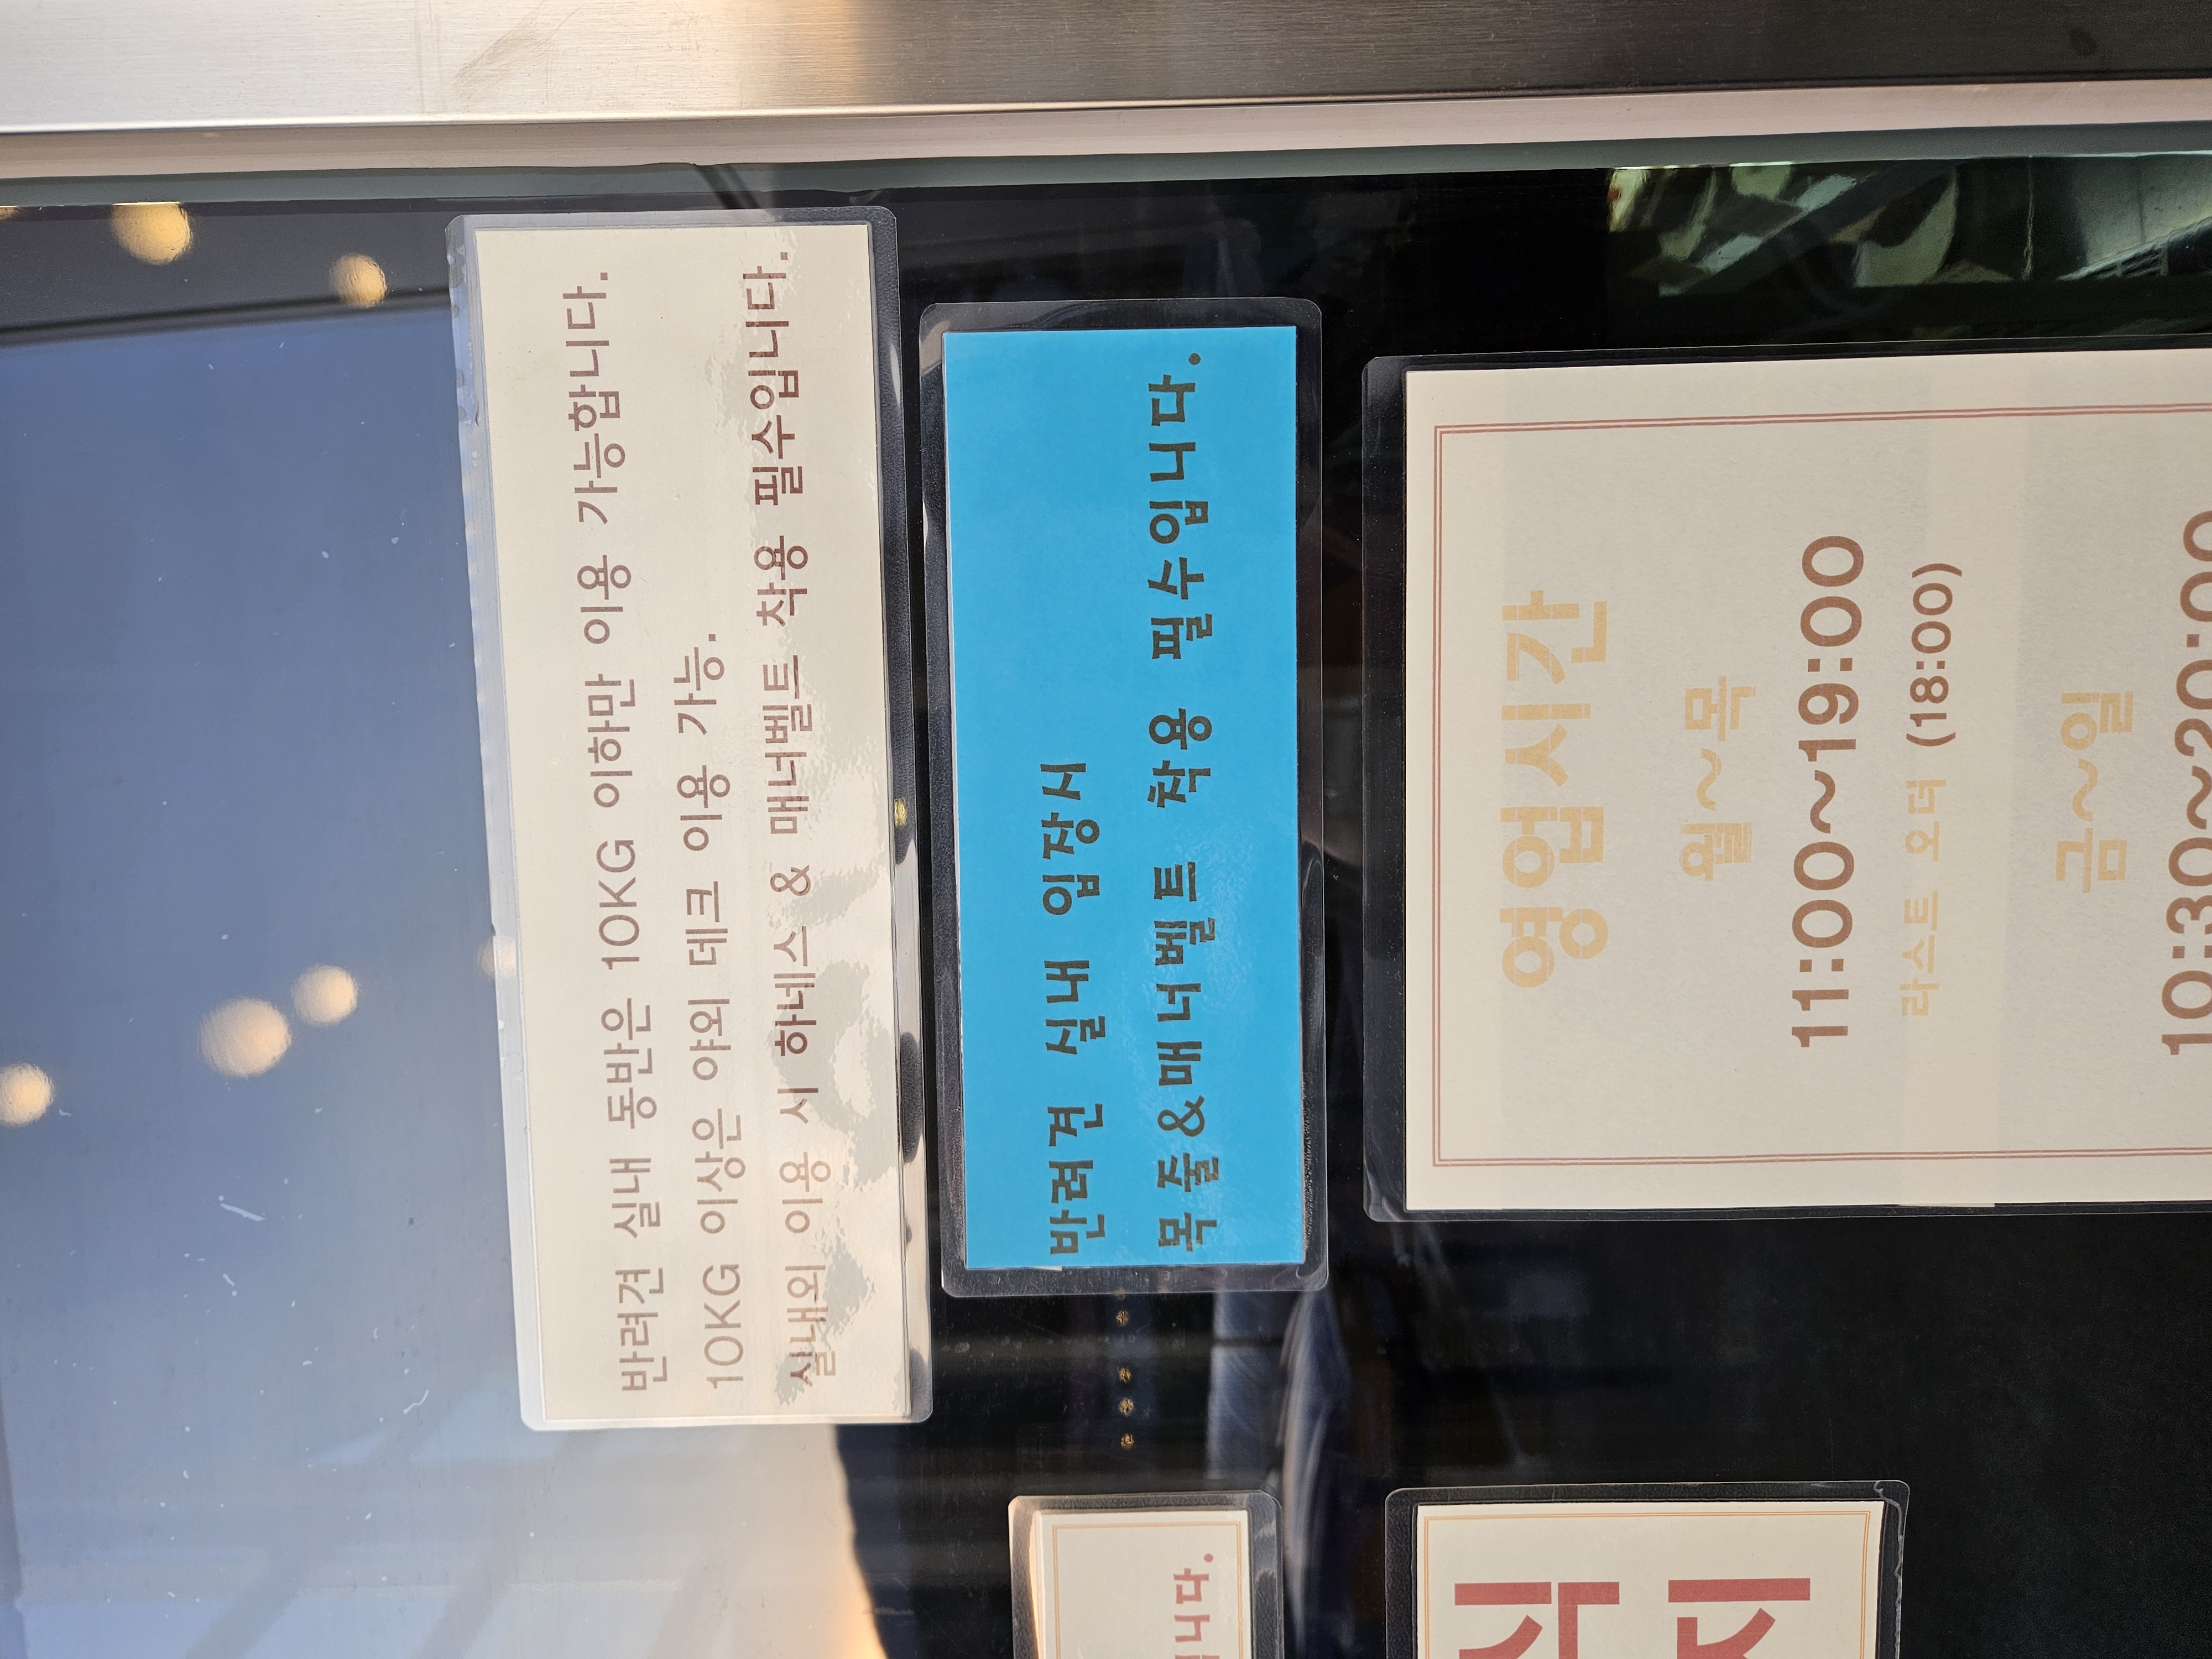 반려견 실내 동반은 10KG 이하만 이용 가능합니다.
10KG 이상은 야외 데크 이용 가능.
실내외 이용 시 하네스 & 매너벨트 착용 필수입니다.
반려견 실내 입장시
목줄&매너벨트 착용 필수입니다.
영업시간
월~목
11:00~19:00
라스트 오더 (18:00)
금~일
10:30~20:00